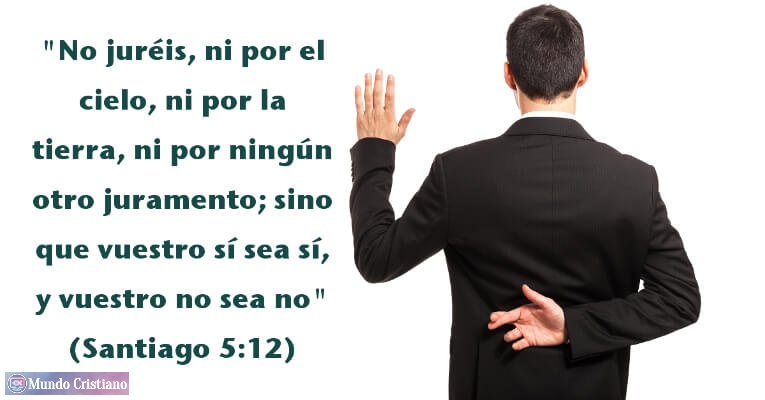 "No juréis, ni por el
cielo, ni por la
tierra, ni por ningún
otro juramento; sino
que vuestro sí sea sí,
y vuestro no sea no"
(Santiago 5:12)
Mundo Cristiano